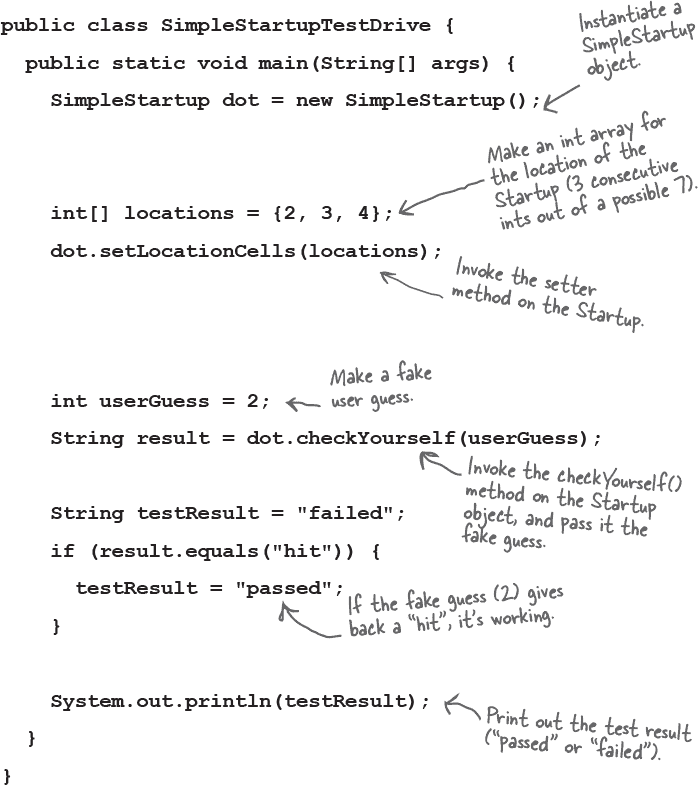 public class SimpleStartupTestDrive {
Instantiate a
SimpleStartup
object.
public static void main(String[] args) {
SimpleStartup dot = new SimpleStartup();
Make an int array for
the location of the
Startup (3 consecutive
ints out of a possible 7).
int[] locations = {2, 3, 4};
dot.setLocationCells(locations);
Invoke the setter
method on the Startup.
Make a fake
user guess.
int userGuess = 2;
String result = dot.checkYourself(userGuess);
Invoke the checkYourself()
method on the Startup
object, and pass it the
fake guess.
String testResult = "failed";
if (result.equals("hit")) {
testResult = "passed";
If the fake guess (2) gives
back a “hit”, it’s working.
}
System.out.println(testResult);
Print out the test result
(“passed” or “failed”).
}
}